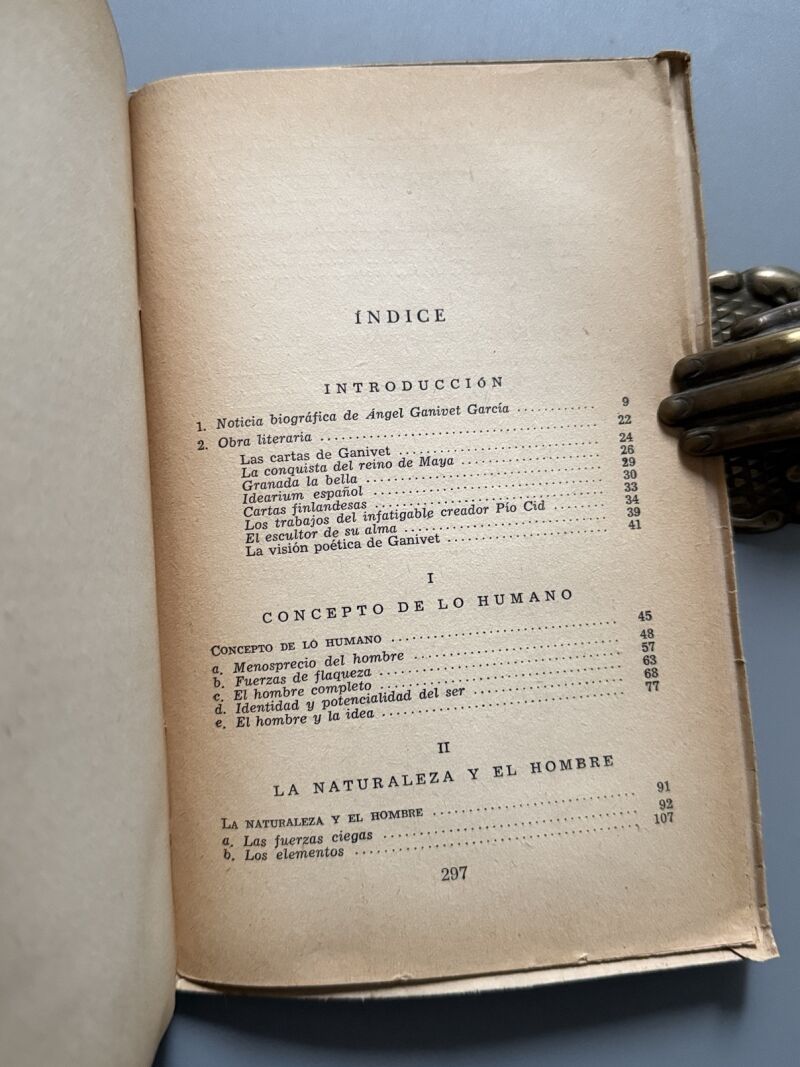 ÍNDICE
INTRODUCCIÓN
1. Noticia biográfica de Ángel Ganivet García ........... 9
2. Obra literaria ........... 22
Las cartas de Ganivet ........... 24
La conquista del reino de Maya ........... 26
Granada la bella ........... 29
Idearium español ........... 30
Cartas finlandesas ........... 33
Los trabajos del infatigable creador Pío Cid ........ 34
El escultor de su alma ........... 39
La visión poética de Ganivet ........... 41
I
CONCEPTO DE LO HUMANO
CONCEPTO DE LO HUMANO ........... 45
a. Menosprecio del hombre ........... 48
b. Fuerzas de flaqueza ........... 57
c. El hombre completo ........... 63
d. Identidad y potencialidad del ser ........... 68
e. El hombre y la idea ........... 77
II
LA NATURALEZA Y EL HOMBRE
LA NATURALEZA Y EL HOMBRE ........... 91
a. Las fuerzas ciegas ........... 92
b. Los elementos ........... 107
297